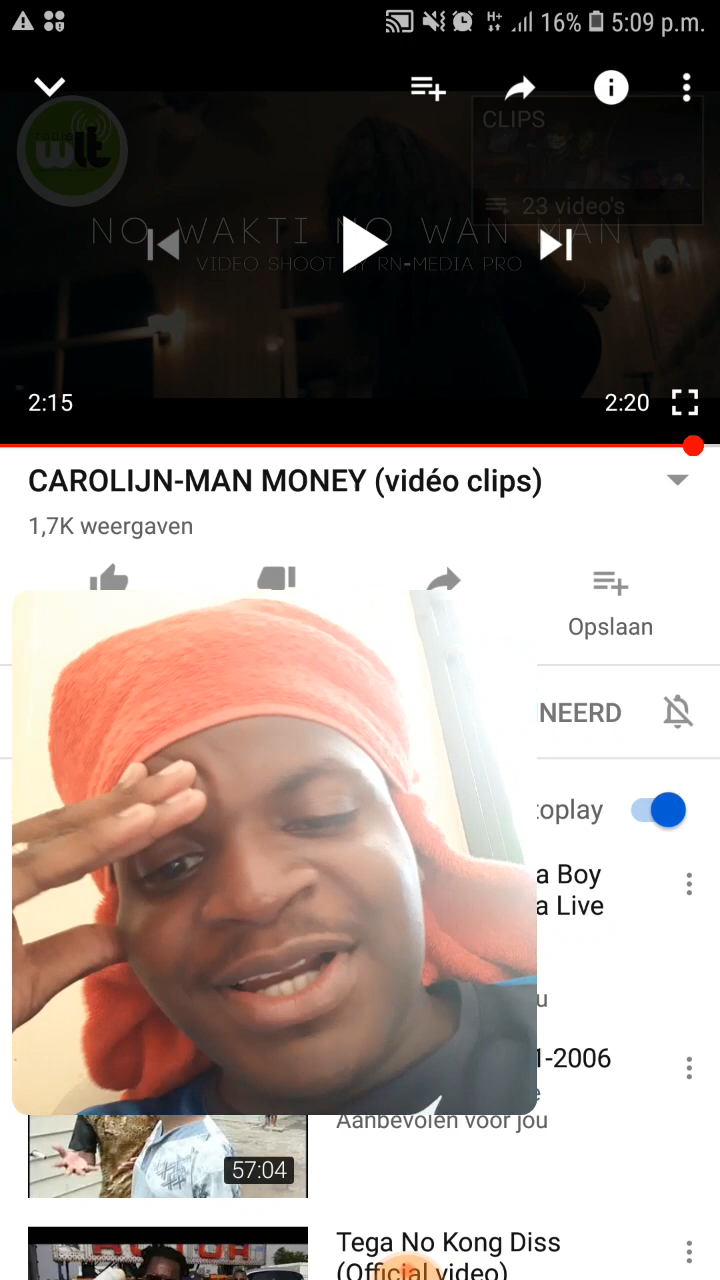 16% 5:09 p.m.
wlt
CLIPS
23 video's
NO WAKTI NO WAN MAN
VIDEO SHOOT BY RN-MEDIA PRO
2:15
2:20
CAROLIJN-MAN MONEY (vidéo clips)
1,7K weergaven
Opslaan
NEERD
toplay
a Boy
a Live
u
1-2006
e
Aanbevolen voor jou
57:04
Tega No Kong Diss
(Official video)